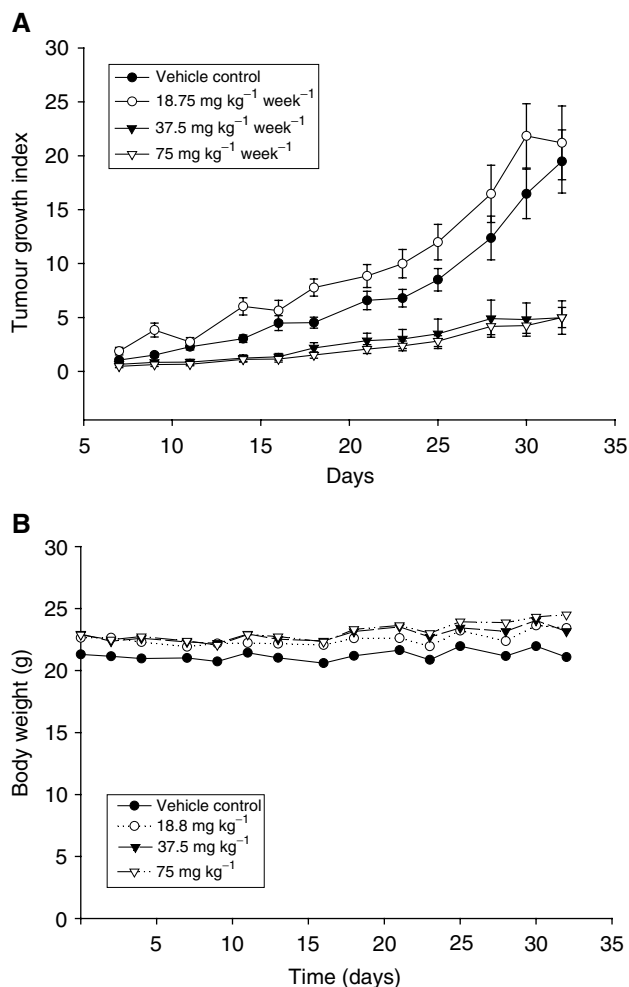 A
30
25
20
15
10
5
0
Tumour growth index
Vehicle control
18.75 mg kg⁻¹ week⁻¹
37.5 mg kg⁻¹ week⁻¹
75 mg kg⁻¹ week⁻¹
5 10 15 20 25 30 35
Days
B
30
25
20
15
10
5
0
Body weight (g)
Vehicle control
18.8 mg kg⁻¹
37.5 mg kg⁻¹
75 mg kg⁻¹
5 10 15 20 25 30 35
Time (days)